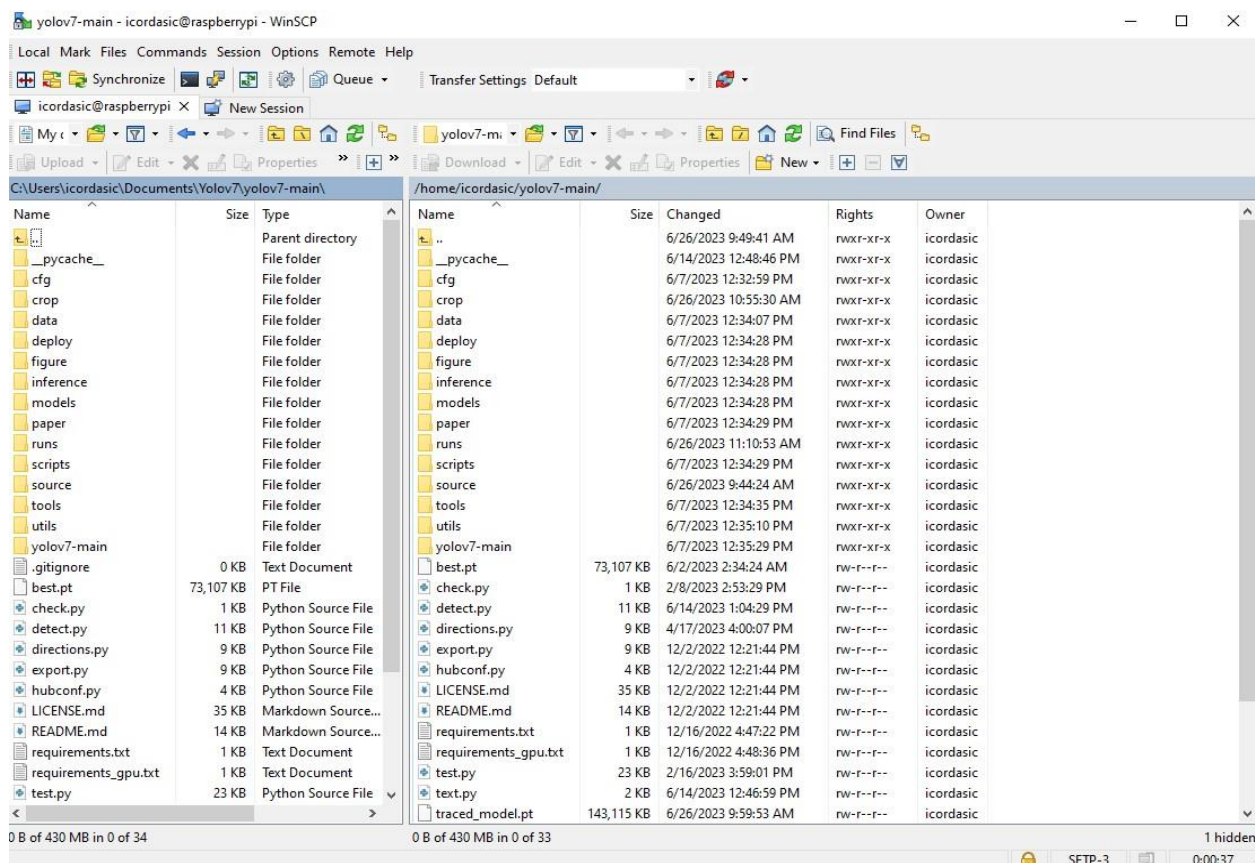 yolov7-main - icordasic@raspberrypi - WinSCP
Local Mark Files Commands Session Options Remote Help
Synchronize Queue Transfer Settings Default
icordasic@raspberrypi X New Session
yolov7-m Find Files
Upload Edit Properties » » Download Edit Properties New
C:\Users\icordasic\Documents\Yolov7\yolov7-main\ /home/icordasic/yolov7-main/
Name Size Type Name Size Changed Rights Owner
.. Parent directory .. 6/26/2023 9:49:41 AM rwxr-xr-x icordasic
__pycache__ File folder __pycache__ 6/14/2023 12:48:46 PM rwxr-xr-x icordasic
cfg File folder cfg 6/7/2023 12:32:59 PM rwxr-xr-x icordasic
crop File folder crop 6/26/2023 10:55:30 AM rwxr-xr-x icordasic
data File folder data 6/7/2023 12:34:07 PM rwxr-xr-x icordasic
deploy File folder deploy 6/7/2023 12:34:28 PM rwxr-xr-x icordasic
figure File folder figure 6/7/2023 12:34:28 PM rwxr-xr-x icordasic
inference File folder inference 6/7/2023 12:34:28 PM rwxr-xr-x icordasic
models File folder models 6/7/2023 12:34:28 PM rwxr-xr-x icordasic
paper File folder paper 6/7/2023 12:34:29 PM rwxr-xr-x icordasic
runs File folder runs 6/26/2023 11:10:53 AM rwxr-xr-x icordasic
scripts File folder scripts 6/7/2023 12:34:29 PM rwxr-xr-x icordasic
source File folder source 6/26/2023 9:44:24 AM rwxr-xr-x icordasic
tools File folder tools 6/7/2023 12:34:35 PM rwxr-xr-x icordasic
utils File folder utils 6/7/2023 12:35:10 PM rwxr-xr-x icordasic
yolov7-main File folder yolov7-main 6/7/2023 12:35:29 PM rwxr-xr-x icordasic
.gitignore 0 KB Text Document best.pt 73,107 KB 6/2/2023 2:34:24 AM rw-r--r-- icordasic
best.pt 73,107 KB PT File check.py 1 KB 2/8/2023 2:53:29 PM rw-r--r-- icordasic
check.py 1 KB Python Source File detect.py 11 KB 6/14/2023 1:04:29 PM rw-r--r-- icordasic
detect.py 11 KB Python Source File directions.py 9 KB 4/17/2023 4:00:07 PM rw-r--r-- icordasic
directions.py 9 KB Python Source File export.py 9 KB 12/2/2022 12:21:44 PM rw-r--r-- icordasic
export.py 9 KB Python Source File hubconf.py 4 KB 12/2/2022 12:21:44 PM rw-r--r-- icordasic
hubconf.py 4 KB Python Source File LICENSE.md 35 KB 12/2/2022 12:21:44 PM rw-r--r-- icordasic
LICENSE.md 35 KB Markdown Source... README.md 14 KB 12/2/2022 12:21:44 PM rw-r--r-- icordasic
README.md 14 KB Markdown Source... requirements.txt 1 KB 12/16/2022 4:47:22 PM rw-r--r-- icordasic
requirements.txt 1 KB Text Document requirements_gpu.txt 1 KB 12/16/2022 4:48:36 PM rw-r--r-- icordasic
requirements_gpu.txt 1 KB Text Document test.py 23 KB 2/16/2023 3:59:01 PM rw-r--r-- icordasic
test.py 23 KB Python Source File text.py 2 KB 6/14/2023 12:46:59 PM rw-r--r-- icordasic
traced_model.pt 143,115 KB 6/26/2023 9:59:53 AM rw-r--r-- icordasic
0 B of 430 MB in 0 of 34 0 B of 430 MB in 0 of 33 1 hidden
SFTP-3 0:00:37